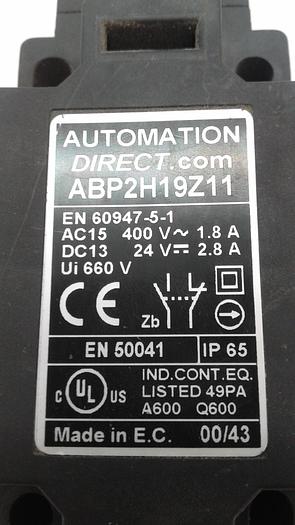 AUTOMATION
DIRECT.com
ABP2H19Z11
EN 60947-5-1
AC15 400 V~ 1.8 A
DC13 24 V⎓ 2.8 A
Ui 660 V
CE
Zb
EN 50041 IP 65
C UL US
IND.CONT.EQ.
LISTED 49PA
A600 Q600
Made in E.C. 00/43